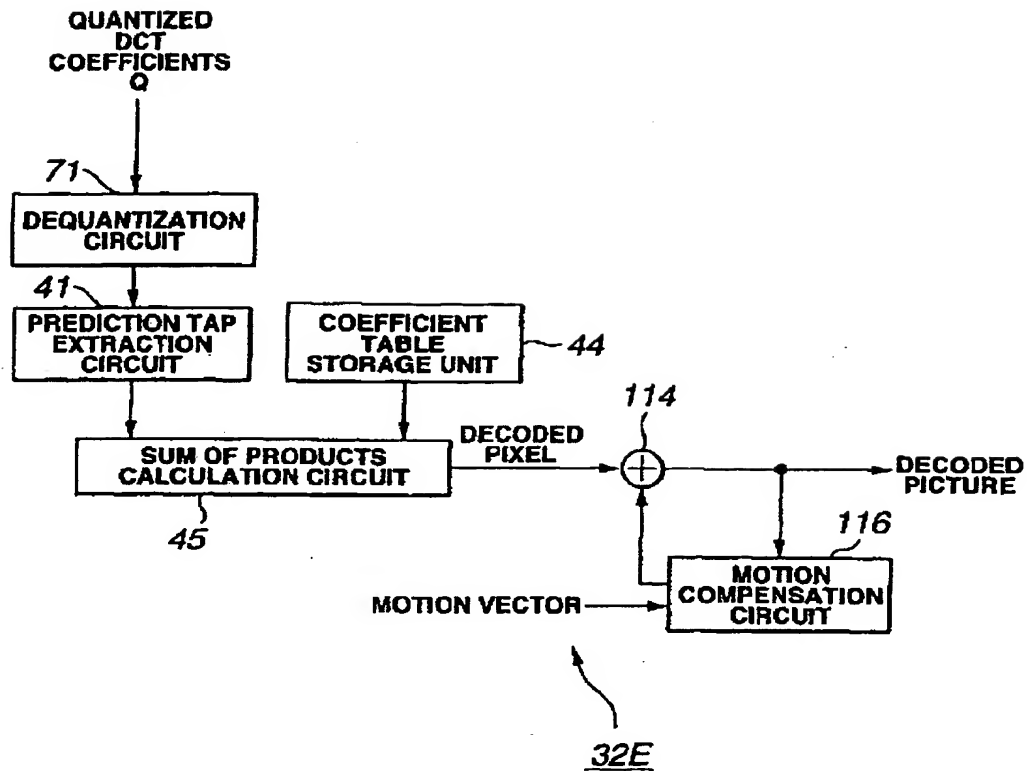 QUANTIZED
DCT
COEFFICIENTS
Q
71
DEQUANTIZATION
CIRCUIT
41
PREDICTION TAP
EXTRACTION
CIRCUIT
COEFFICIENT
TABLE
STORAGE UNIT
44
SUM OF PRODUCTS
CALCULATION CIRCUIT
45
DECODED
PIXEL
114
DECODED
PICTURE
116
MOTION
COMPENSATION
CIRCUIT
MOTION VECTOR
32E